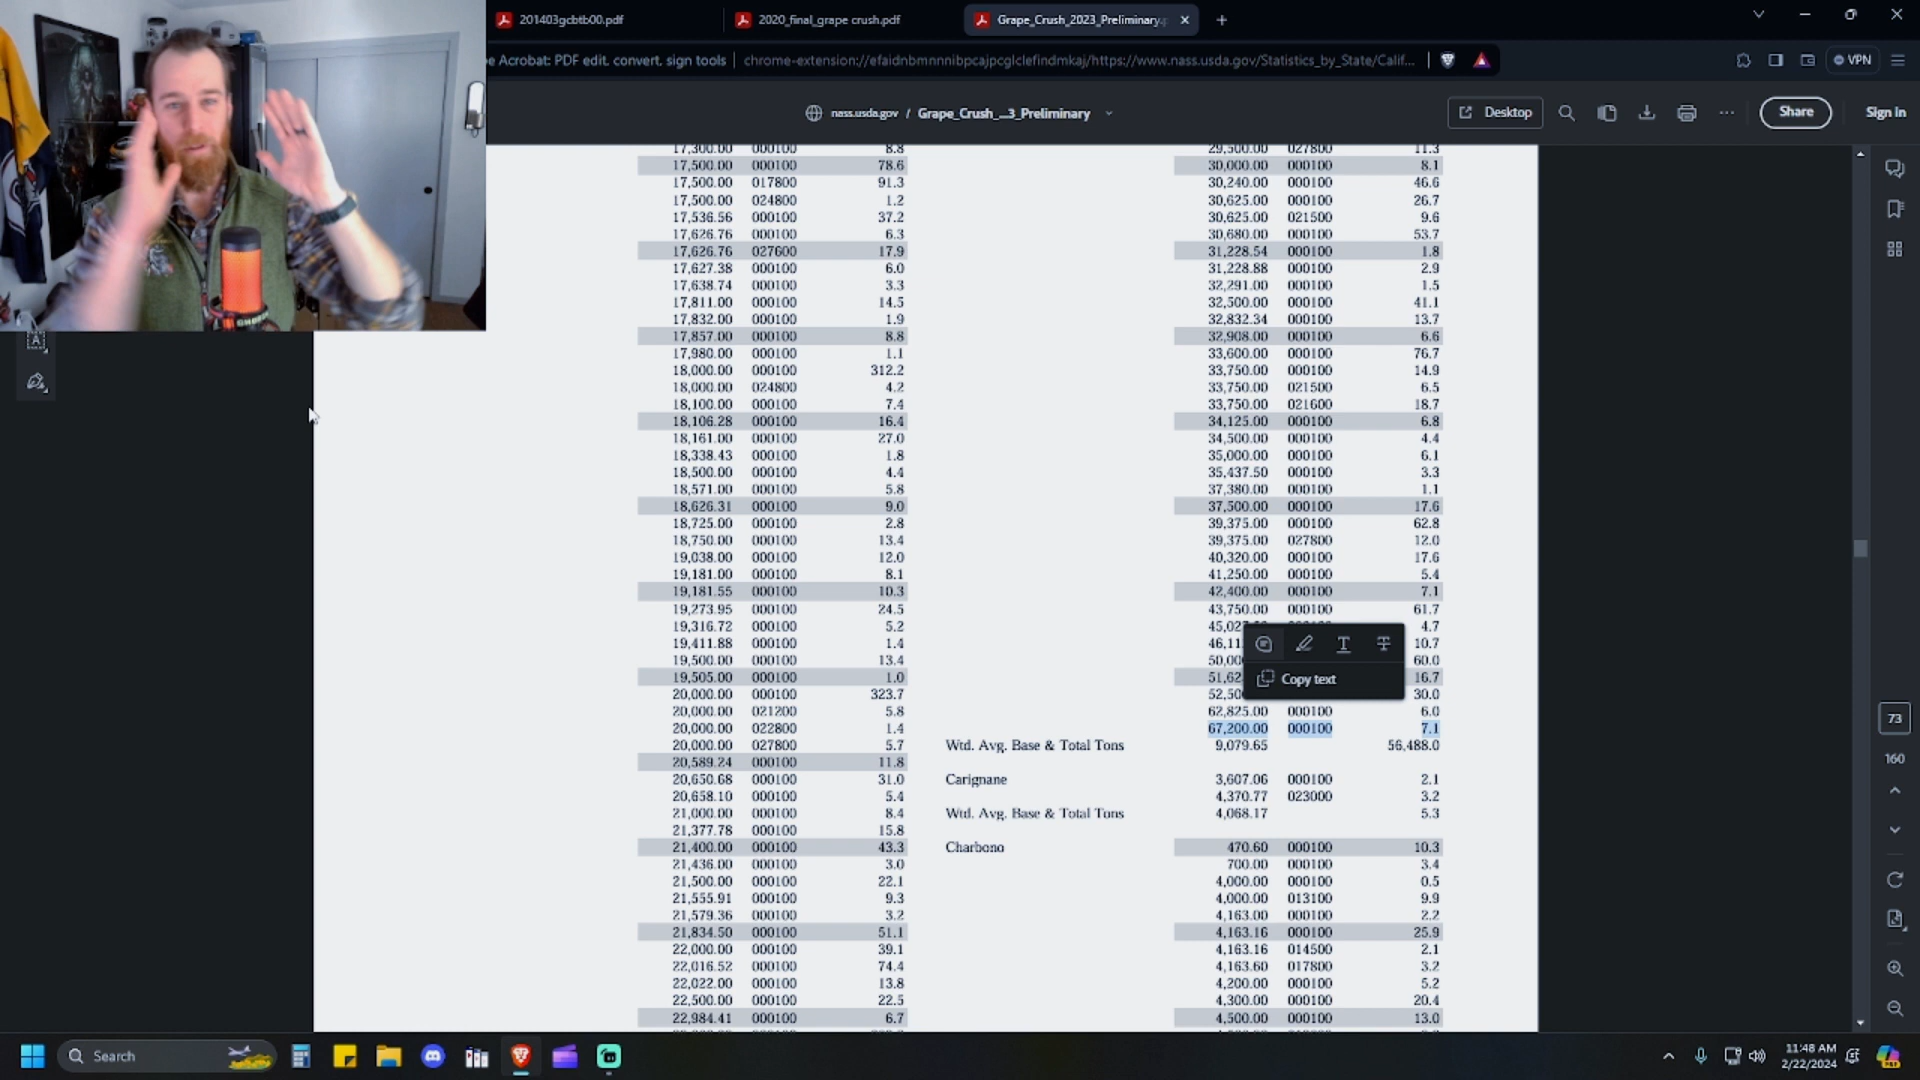 201403gcbtb00.pdf
2020_final_grape crush.pdf
Grape_Crush_2023_Preliminary.p
e Acrobat: PDF edit, convert, sign tools
chrome-extension://efaidnbmnnnibpcajpcglclefindmkaj/https://www.nass.usda.gov/Statistics_by_State/Calif...
VPN
nass.usda.gov / Grape_Crush_...3_Preliminary
Desktop
Share
Sign in
17,300.00 000100 8.8
17,500.00 000100 78.6
17,500.00 017800 91.3
17,500.00 024800 1.2
17,536.56 000100 37.2
17,626.76 000100 6.3
17,626.76 027600 17.9
17,627.38 000100 6.0
17,638.74 000100 3.3
17,811.00 000100 14.5
17,832.00 000100 1.9
17,857.00 000100 8.8
17,980.00 000100 1.1
18,000.00 000100 312.2
18,000.00 024800 4.2
18,100.00 000100 7.4
18,106.28 000100 16.4
18,161.00 000100 27.0
18,338.43 000100 1.8
18,500.00 000100 4.4
18,571.00 000100 5.8
18,626.31 000100 9.0
18,725.00 000100 2.8
18,750.00 000100 13.4
19,038.00 000100 12.0
19,181.00 000100 8.1
19,181.55 000100 10.3
19,273.95 000100 24.5
19,316.72 000100 5.2
19,411.88 000100 1.4
19,500.00 000100 13.4
19,505.00 000100 1.0
20,000.00 000100 323.7
20,000.00 021200 5.8
20,000.00 022800 1.4
20,000.00 027800 5.7
20,589.24 000100 11.8
20,650.68 000100 31.0
20,658.10 000100 5.4
21,000.00 000100 8.4
21,377.78 000100 15.8
21,400.00 000100 43.3
21,436.00 000100 3.0
21,500.00 000100 22.1
21,555.91 000100 9.3
21,579.36 000100 3.2
21,834.50 000100 51.1
22,000.00 000100 39.1
22,016.52 000100 74.4
22,022.00 000100 13.8
22,500.00 000100 22.5
22,984.41 000100 6.7
29,500.00 027800 11.3
30,000.00 000100 8.1
30,240.00 000100 46.6
30,625.00 000100 26.7
30,625.00 021500 9.6
30,680.00 000100 53.7
31,228.54 000100 1.8
31,228.88 000100 2.9
32,291.00 000100 1.5
32,500.00 000100 41.1
32,832.34 000100 13.7
32,908.00 000100 6.6
33,600.00 000100 76.7
33,750.00 000100 14.9
33,750.00 021500 6.5
33,750.00 021600 18.7
34,125.00 000100 6.8
34,500.00 000100 4.4
35,000.00 000100 6.1
35,437.50 000100 3.3
37,380.00 000100 1.1
37,500.00 000100 17.6
39,375.00 000100 62.8
39,375.00 027800 12.0
40,320.00 000100 17.6
41,250.00 000100 5.4
42,400.00 000100 7.1
43,750.00 000100 61.7
45,02 4.7
46,11 10.7
50,00 60.0
51,62 16.7
52,50 30.0
62,825.00 000100 6.0
67,200.00 000100 7.1
Wtd. Avg. Base & Total Tons 9,079.65 56,488.0
Carignane 3,607.06 000100 2.1
4,370.77 023000 3.2
Wtd. Avg. Base & Total Tons 4,068.17 5.3
Charbono 470.60 000100 10.3
700.00 000100 3.4
4,000.00 000100 0.5
4,000.00 013100 9.9
4,163.00 000100 2.2
4,163.16 000100 25.9
4,163.16 014500 2.1
4,163.60 017800 3.2
4,200.00 000100 5.2
4,300.00 000100 20.4
4,500.00 000100 13.0
Copy text
73
160
Search
11:48 AM
2/22/2024